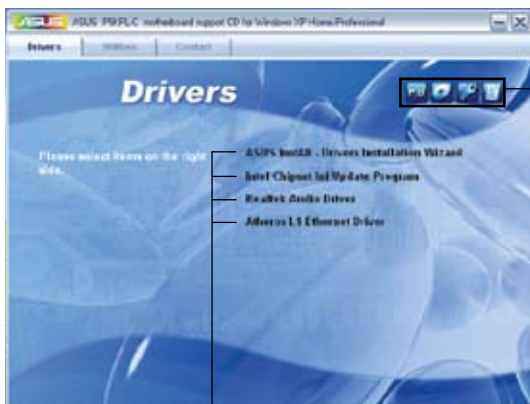 ASUS P5KPL-C motherboard support CD for Windows XP Home/Professional
Drivers
Utilities
Contact
Drivers
Please select items on the right side.
ASUS InstAll - Drivers Installation Wizard
Intel Chipset Inf Update Program
Realtek Audio Driver
Atheros L1 Ethernet Driver